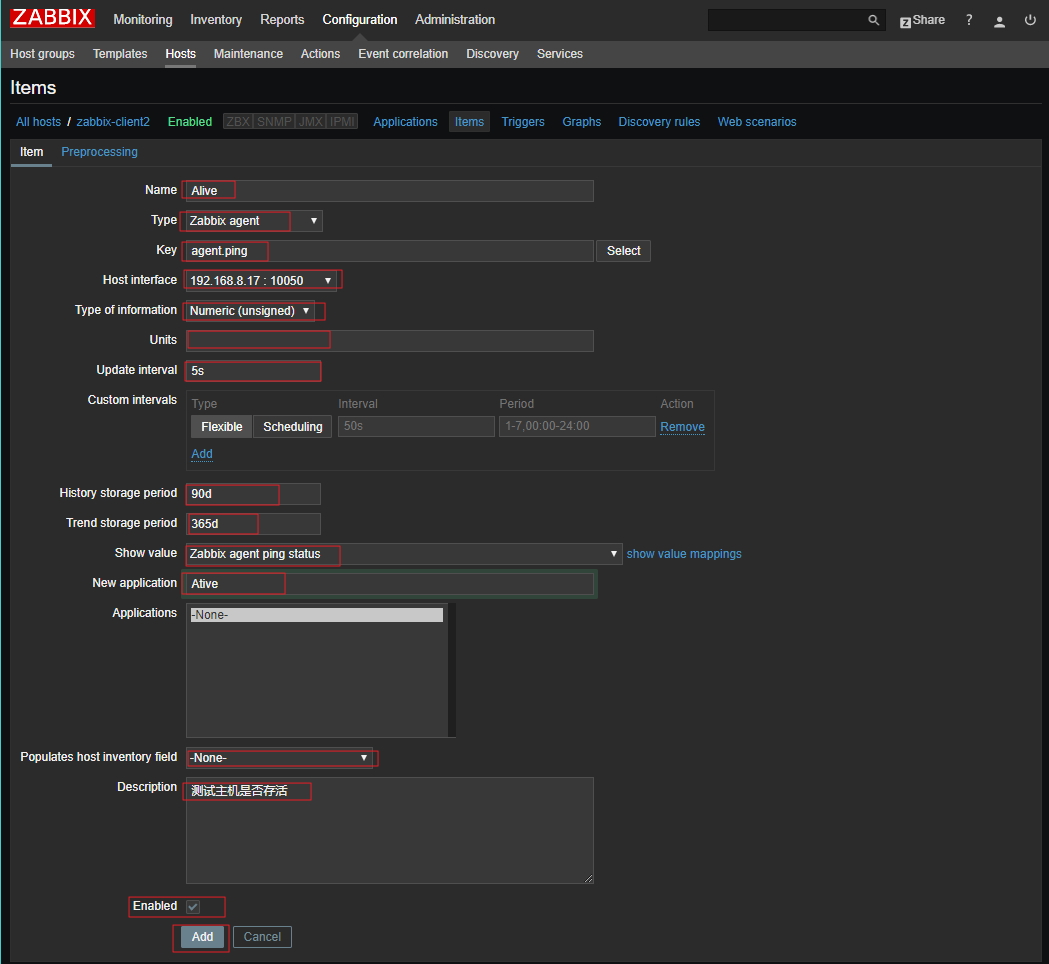 ZABBIX Monitoring Inventory Reports Configuration Administration Z Share ?
Host groups Templates Hosts Maintenance Actions Event correlation Discovery Services
Items
All hosts / zabbix-client2 Enabled ZBX SNMP JMX IPMI Applications Items Triggers Graphs Discovery rules Web scenarios
Item Preprocessing
Name Alive
Type Zabbix agent
Key agent.ping Select
Host interface 192.168.8.17 : 10050
Type of information Numeric (unsigned)
Units
Update interval 5s
Custom intervals Type Interval Period Action
Flexible Scheduling 50s 1-7,00:00-24:00 Remove
Add
History storage period 90d
Trend storage period 365d
Show value Zabbix agent ping status show value mappings
New application Ative
Applications -None-
Populates host inventory field -None-
Description 测试主机是否存活
Enabled
Add Cancel